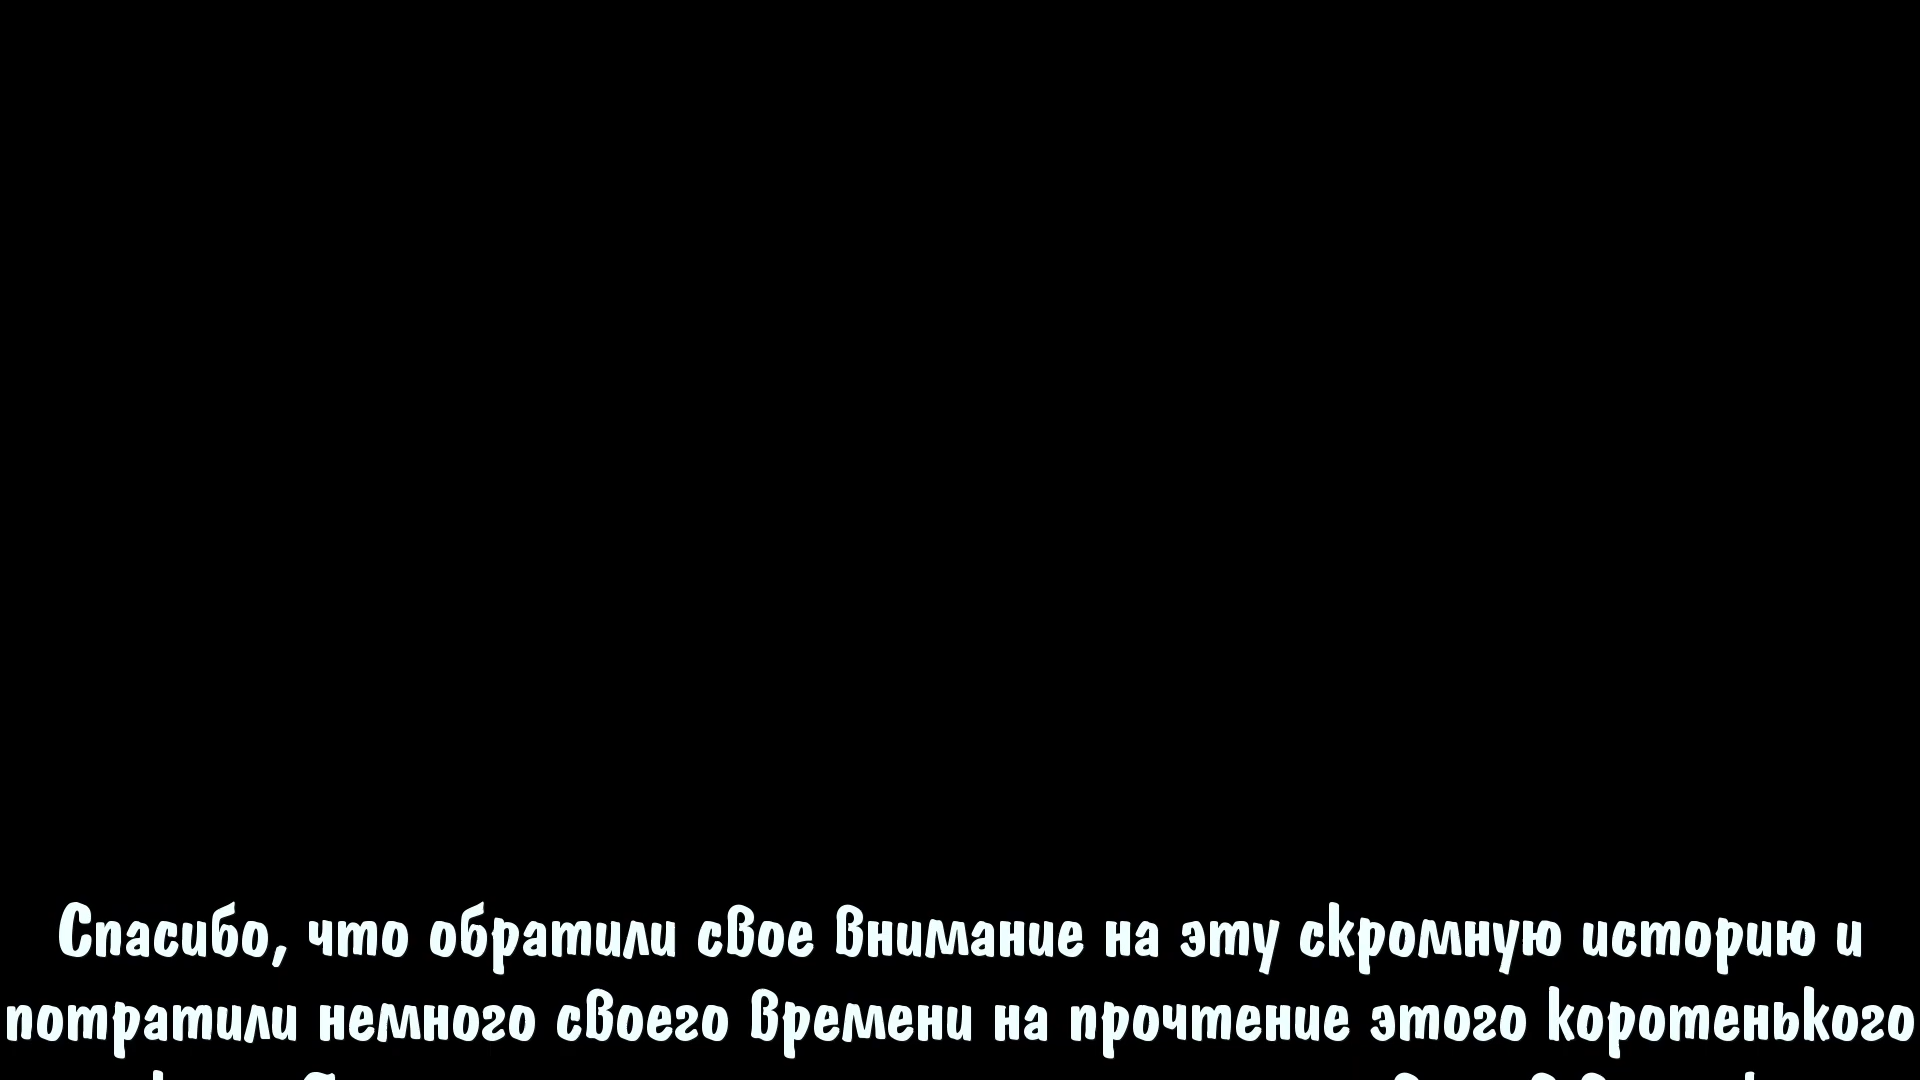 Спасибо, что обратили свое внимание на эту скромную историю и
потратили немного своего времени на прочтение этого коротенького